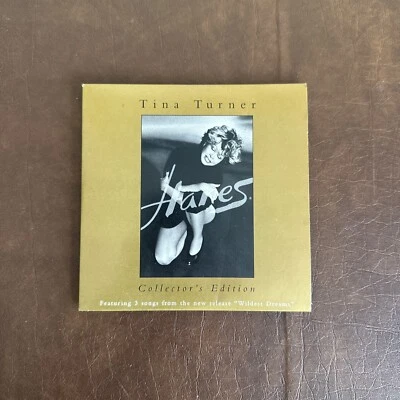 Tina Turner
Hanes
Collector's Edition
Featuring 3 songs from the new release "Wildest Dreams"